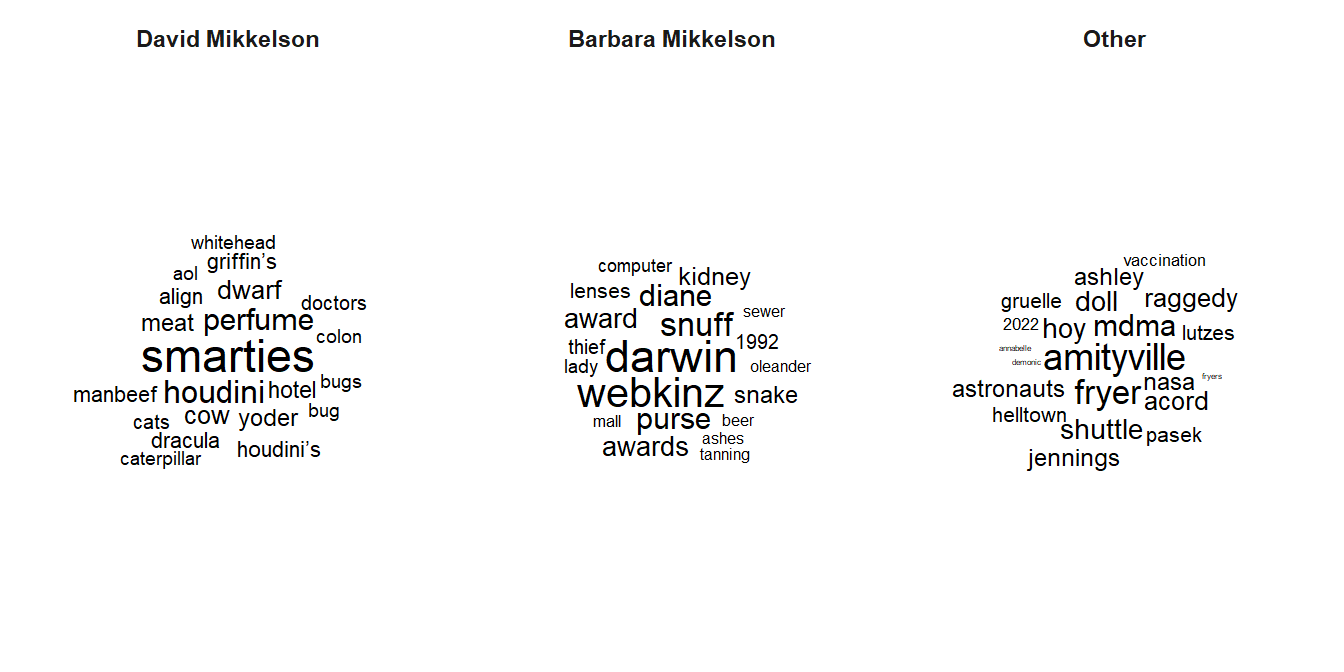 David Mikkelson
whitehead
griffin’s
aol
align dwarf
doctors
meat perfume
colon
smarties
manbeef houdini hotel bugs
cats cow yoder bug
dracula
caterpillar houdini’s
Barbara Mikkelson
computer kidney
lenses diane
award snuff sewer
thief darwin 1992
lady oleander
webkinz snake
mall purse beer
awards ashes
tanning
Other
vaccination
ashley
gruelle doll raggedy
2022 hoy mdma lutzes
annabelle
demonic amityville
fryers
astronauts fryer nasa
acord
helltown
shuttle pasek
jennings